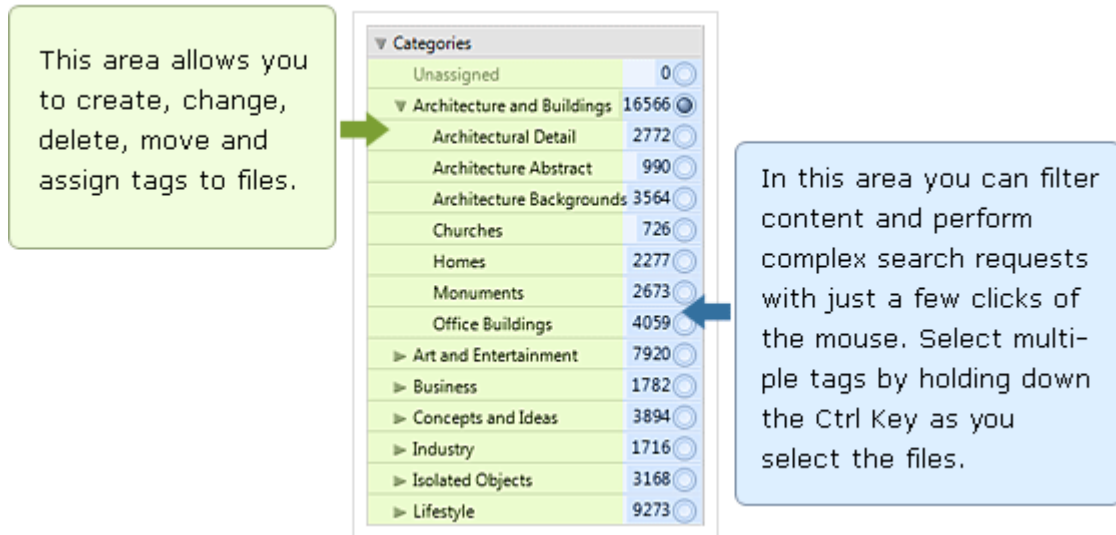 This area allows you
to create, change,
delete, move and
assign tags to files.
Categories
Unassigned 0
Architecture and Buildings 16566
Architectural Detail 2772
Architecture Abstract 990
Architecture Backgrounds 3564
Churches 726
Homes 2277
Monuments 2673
Office Buildings 4059
Art and Entertainment 7920
Business 1782
Concepts and Ideas 3894
Industry 1716
Isolated Objects 3168
Lifestyle 9273
In this area you can filter
content and perform
complex search requests
with just a few clicks of
the mouse. Select multi-
ple tags by holding down
the Ctrl Key as you
select the files.